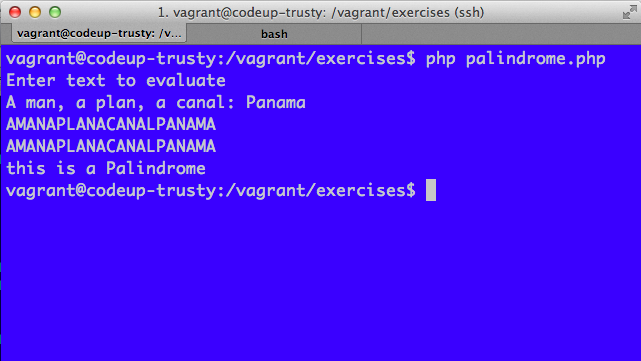 1. vagrant@codeup-trusty: /vagrant/exercises (ssh)
vagrant@codeup-trusty: /v... bash
vagrant@codeup-trusty:/vagrant/exercises$ php palindrome.php
Enter text to evaluate
A man, a plan, a canal: Panama
AMANAPLANACANALPANAMA
AMANAPLANACANALPANAMA
this is a Palindrome
vagrant@codeup-trusty:/vagrant/exercises$